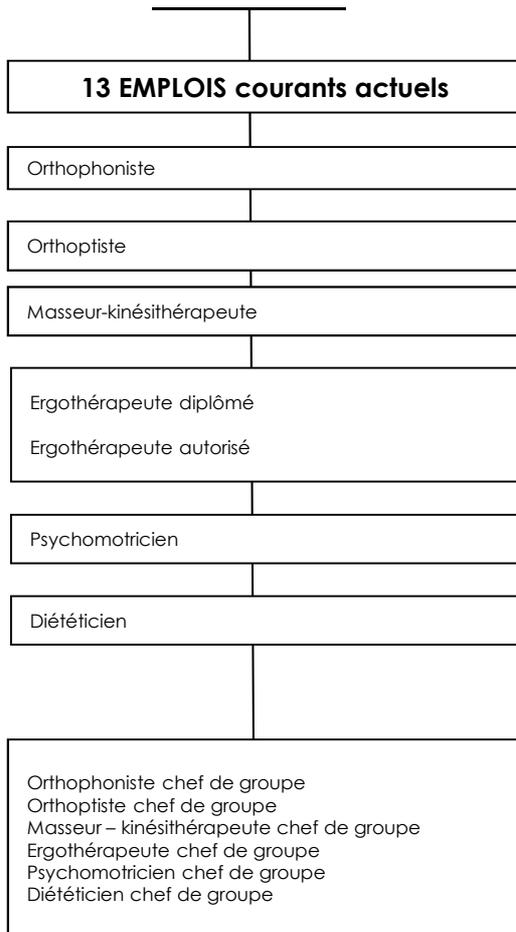 13 EMPLOIS courants actuels
Orthophoniste
Orthoptiste
Masseur-kinésithérapeute
Ergothérapeute diplômé
Ergothérapeute autorisé
Psychomotricien
Diététicien
Orthophoniste chef de groupe
Orthoptiste chef de groupe
Masseur – kinésithérapeute chef de groupe
Ergothérapeute chef de groupe
Psychomotricien chef de groupe
Diététicien chef de groupe